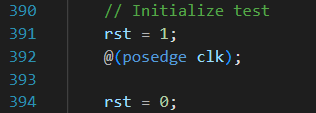 390 // Initialize test
391 rst = 1;
392 @(posedge clk);
393
394 rst = 0;